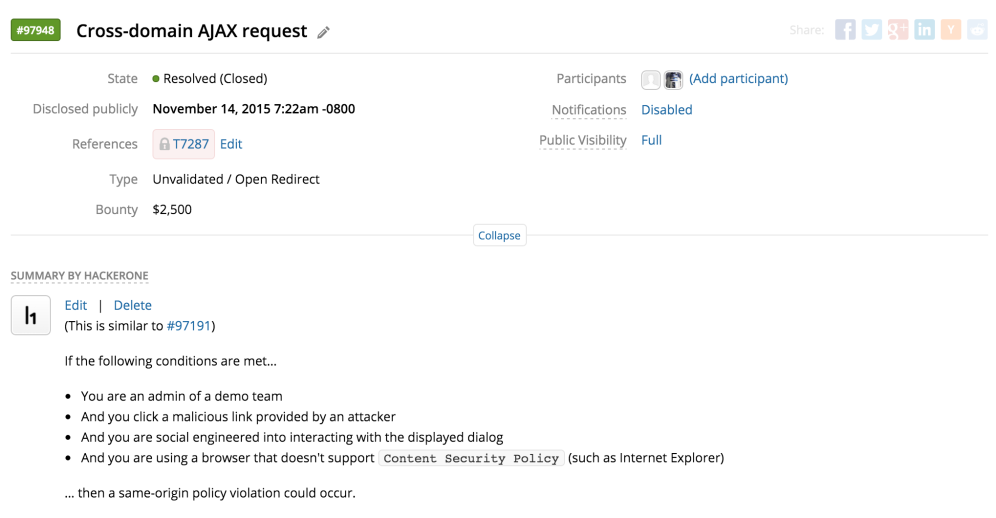 #97948 Cross-domain AJAX request Share:
State Resolved (Closed) Participants (Add participant)
Disclosed publicly November 14, 2015 7:22am -0800 Notifications Disabled
References T7287 Edit Public Visibility Full
Type Unvalidated / Open Redirect
Bounty $2,500
Collapse
SUMMARY BY HACKERONE
Edit | Delete
(This is similar to #97191)
If the following conditions are met...
• You are an admin of a demo team
• And you click a malicious link provided by an attacker
• And you are social engineered into interacting with the displayed dialog
• And you are using a browser that doesn't support Content Security Policy (such as Internet Explorer)
... then a same-origin policy violation could occur.